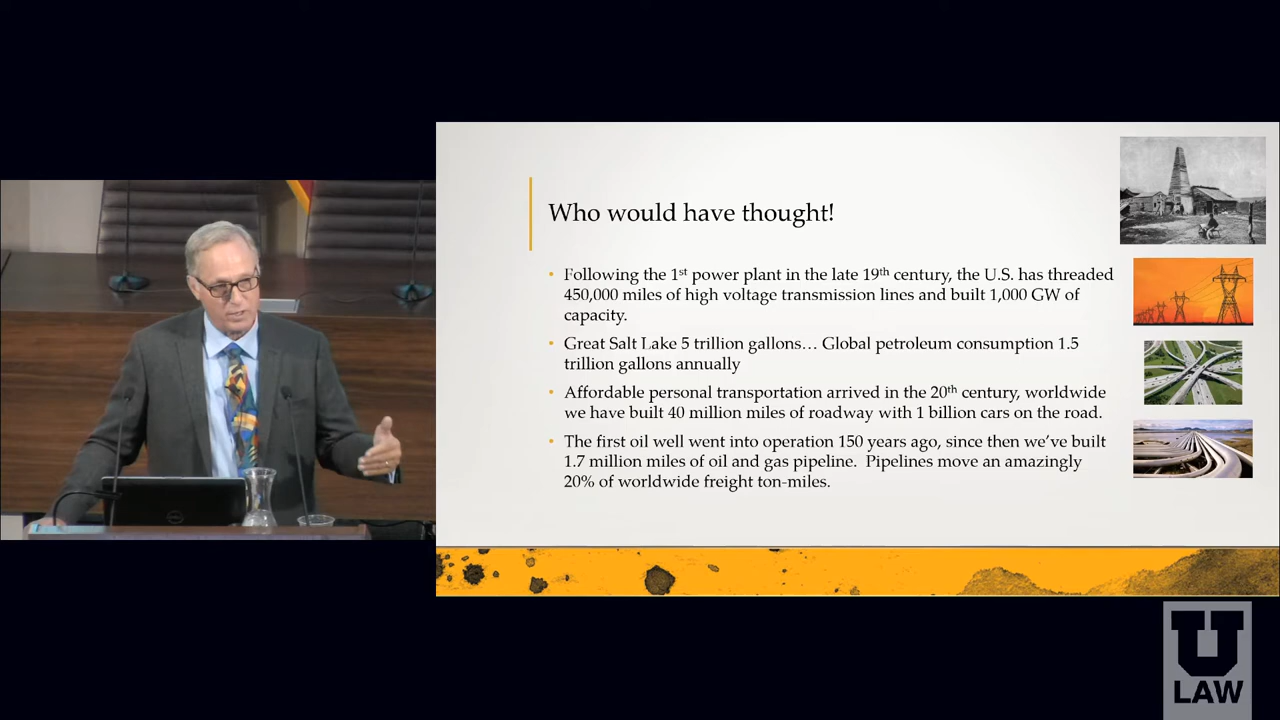 Who would have thought!
• Following the 1st power plant in the late 19th century, the U.S. has threaded
450,000 miles of high voltage transmission lines and built 1,000 GW of
capacity.
• Great Salt Lake 5 trillion gallons… Global petroleum consumption 1.5
trillion gallons annually
• Affordable personal transportation arrived in the 20th century, worldwide
we have built 40 million miles of roadway with 1 billion cars on the road.
• The first oil well went into operation 150 years ago, since then we’ve built
1.7 million miles of oil and gas pipeline.  Pipelines move an amazingly
20% of worldwide freight ton-miles.
U
LAW